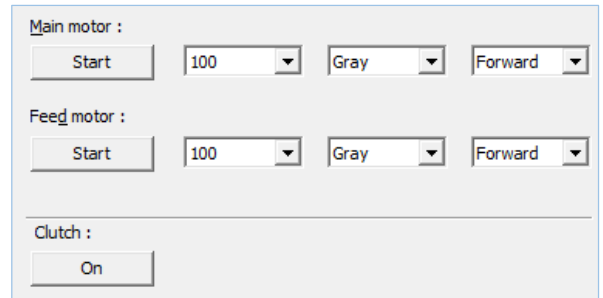 Main motor :
Start 100 Gray Forward
Feed motor :
Start 100 Gray Forward
Clutch :
On